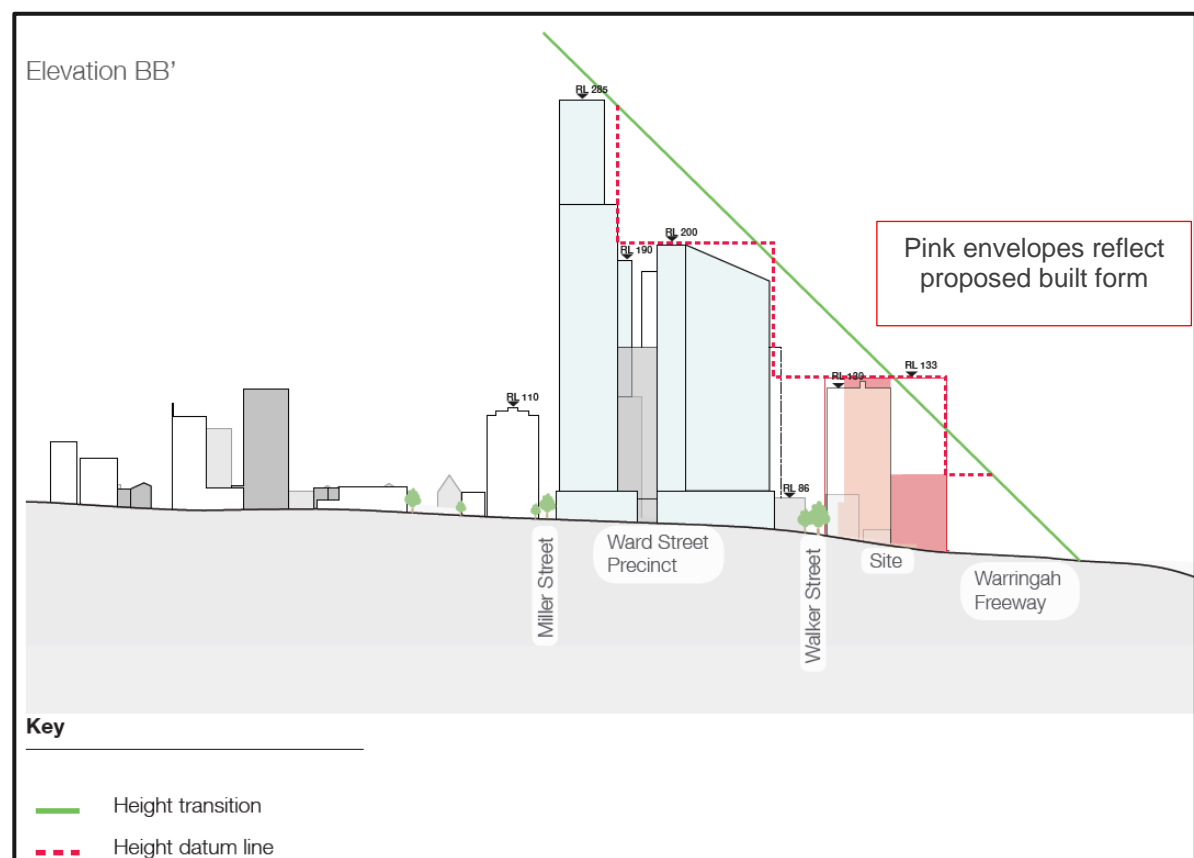 Elevation BB'
RL 285
Pink envelopes reflect
proposed built form
RL 200
RL 190
RL 133
RL 110
RL 86
Miller Street
Ward Street
Precinct
Walker Street
Site
Warringah
Freeway
Key
Height transition
Height datum line